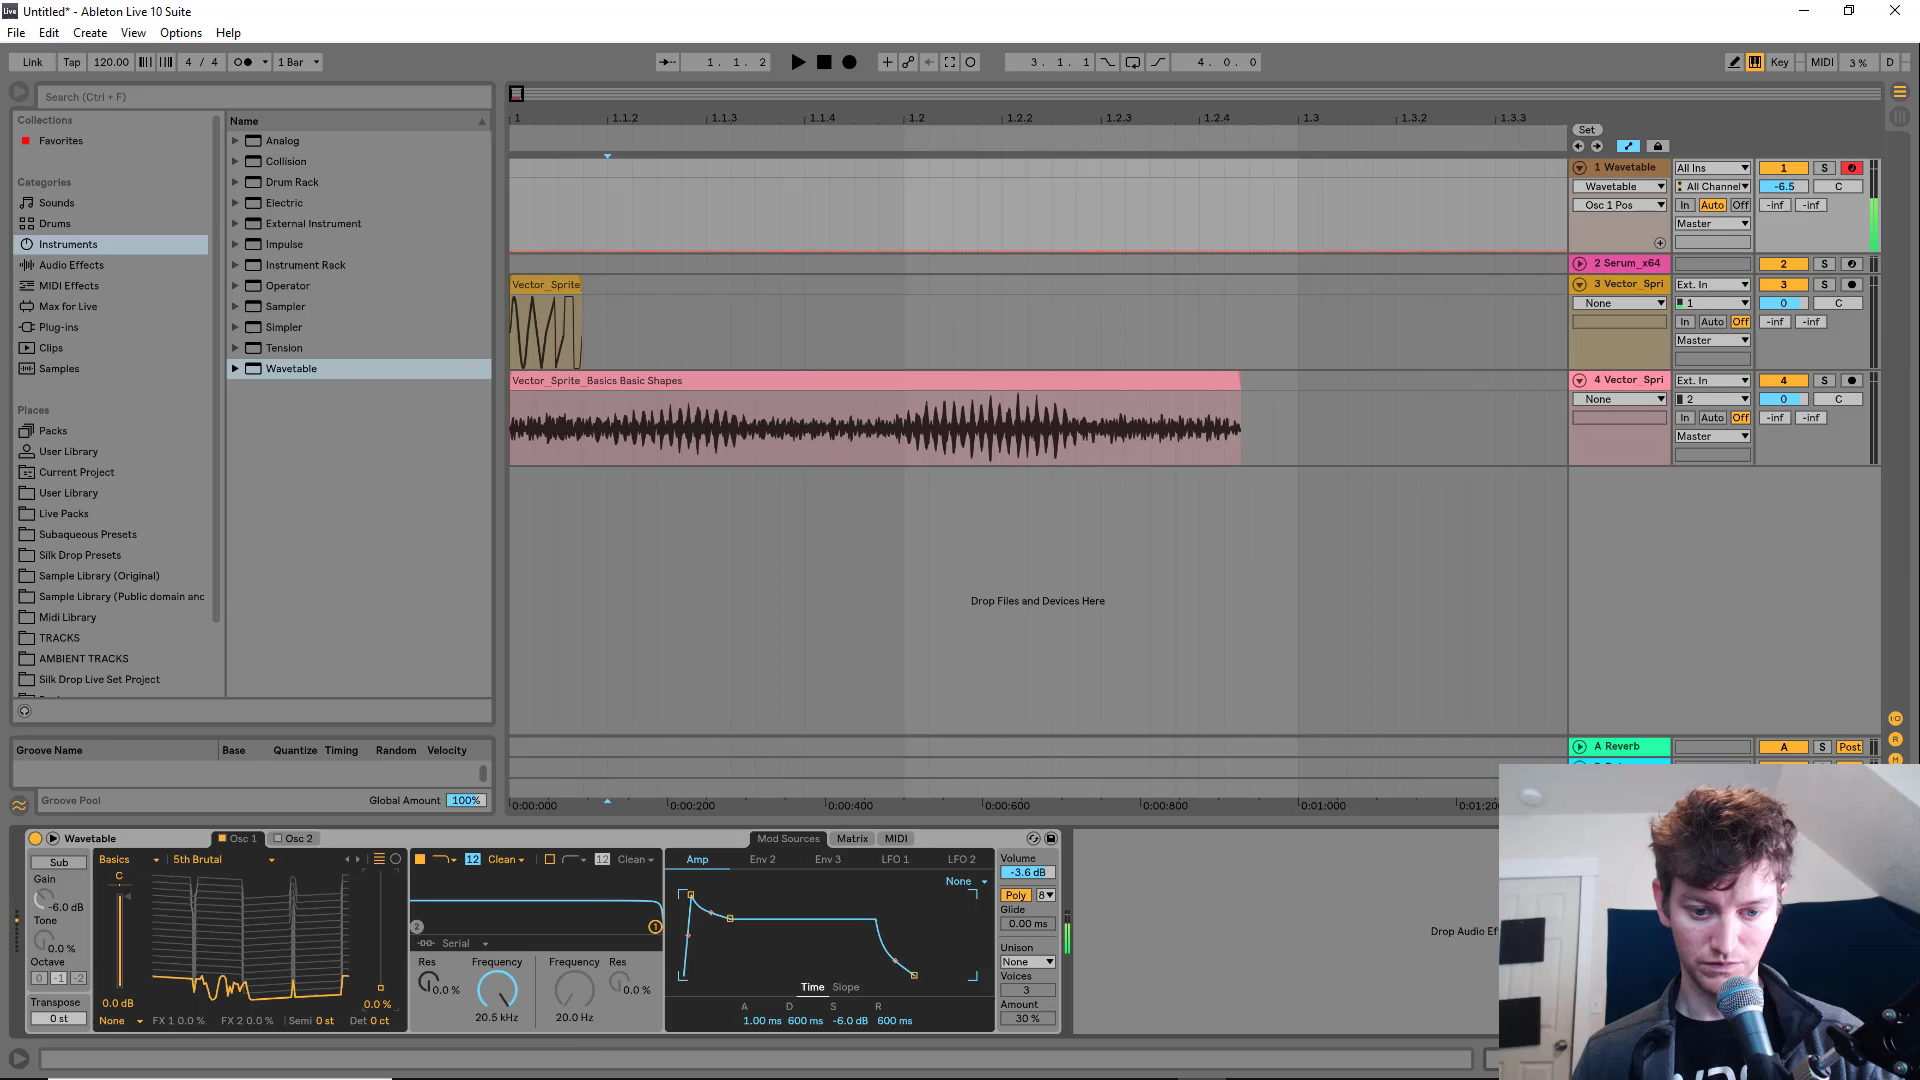 Untitled* - Ableton Live 10 Suite
File Edit Create View Options Help
Link Tap 120.00 4 / 4 1 Bar 1. 1. 2 3. 1. 1 4. 0. 0 Key MIDI 3 % D
Search (Ctrl + F)
Collections
Favorites
Categories
Sounds
Drums
Instruments
Audio Effects
MIDI Effects
Max for Live
Plug-ins
Clips
Samples
Places
Packs
User Library
Current Project
User Library
Live Packs
Subaqueous Presets
Silk Drop Presets
Sample Library (Original)
Sample Library (Public domain anc
Midi Library
TRACKS
AMBIENT TRACKS
Silk Drop Live Set Project
Name
Analog
Collision
Drum Rack
Electric
External Instrument
Impulse
Instrument Rack
Operator
Sampler
Simpler
Tension
Wavetable
1 1.1.2 1.1.3 1.1.4 1.2 1.2.2 1.2.3 1.2.4 1.3 1.3.2 1.3.3
Set
1 Wavetable All Ins 1 S
Wavetable All Channel -6.5 C
Osc 1 Pos In Auto Off -inf -inf
Master
2 Serum_x64 2 S
Vector_Sprite
3 Vector_Spri Ext. In 3 S
None 1 0 C
In Auto Off -inf -inf
Master
Vector_Sprite_Basics Basic Shapes
4 Vector_Spri Ext. In 4 S
None 2 0 C
In Auto Off -inf -inf
Master
Drop Files and Devices Here
A Reverb A S Post
0:00:000 0:00:200 0:00:400 0:00:600 0:00:800 0:01:000 0:01:20
Groove Name Base Quantize Timing Random Velocity
Groove Pool Global Amount 100%
Wavetable Osc 1 Osc 2
Sub
Gain
-6.0 dB
Tone
0.0 %
Octave
0 -1 -2
Transpose
0 st
Basics 5th Brutal
C
0.0 dB 0.0 %
None FX 1 0.0 % FX 2 0.0 % Semi 0 st Det 0 ct
12 Clean 12 Clean
2 1
Serial
Res Frequency Frequency Res
0.0 % 0.0 %
20.5 kHz 20.0 Hz
Mod Sources Matrix MIDI
Amp Env 2 Env 3 LFO 1 LFO 2
None
Time Slope
A D S R
1.00 ms 600 ms -6.0 dB 600 ms
Volume
-3.6 dB
Poly 8
Glide
0.00 ms
Unison
None
Voices
3
Amount
30 %
Drop Audio Ef